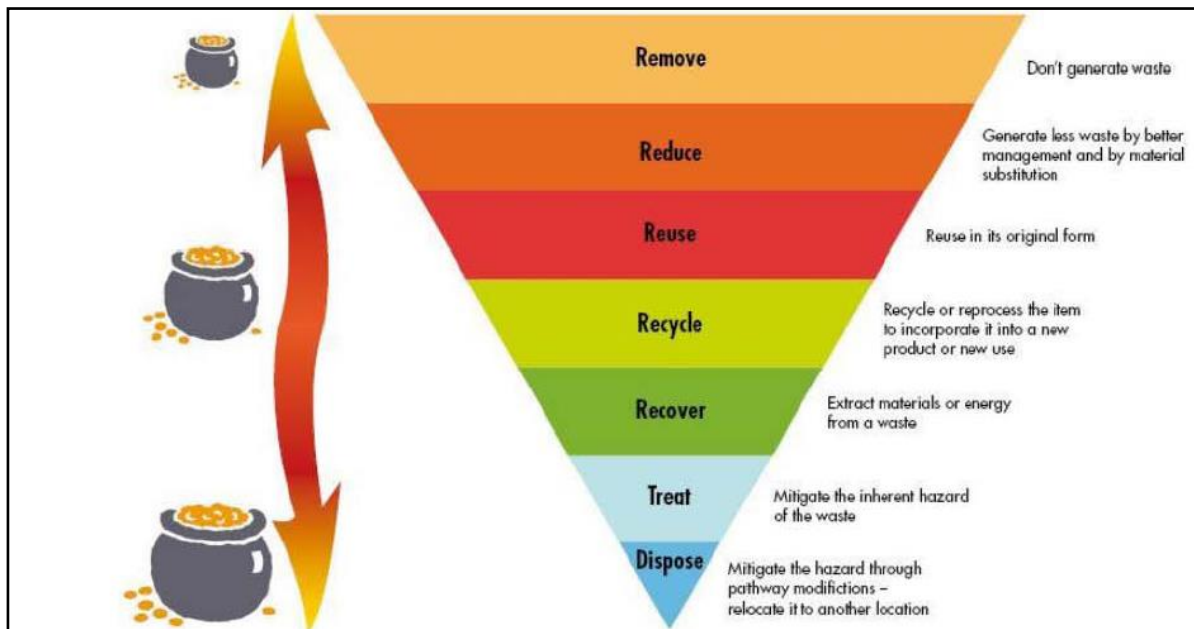 Remove
Don't generate waste
Reduce
Generate less waste by better
management and by material
substitution
Reuse
Reuse in its original form
Recycle
Recycle or reprocess the item
to incorporate it into a new
product or new use
Recover
Extract materials or energy
from a waste
Treat
Mitigate the inherent hazard
of the waste
Dispose
Mitigate the hazard through
pathway modifictions –
relocate it to another location